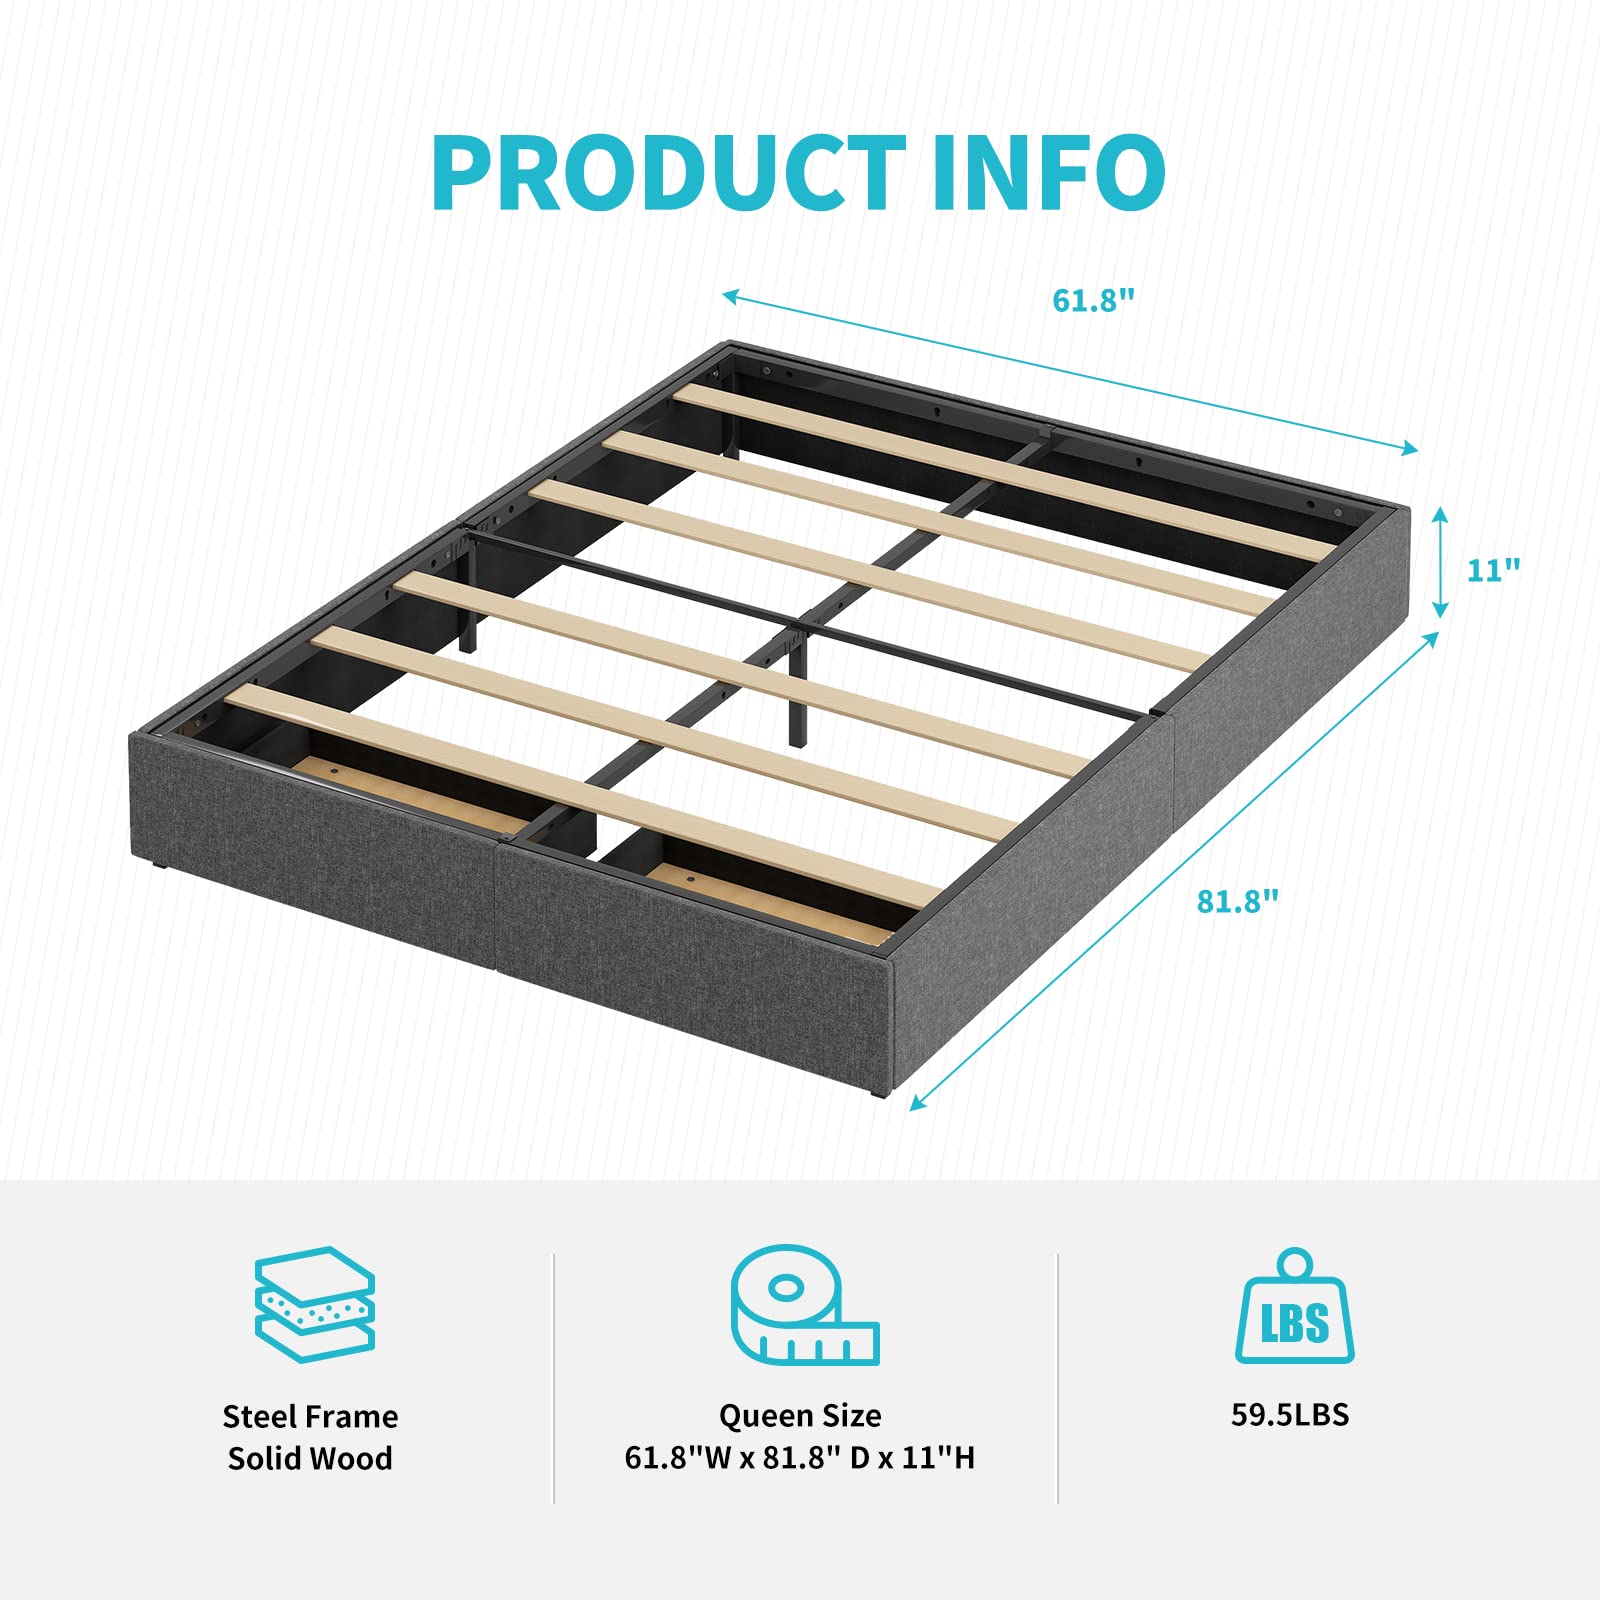 PRODUCT INFO
61.8"
11"
81.8"
LBS
Steel Frame
Solid Wood
Queen Size
61.8"W x 81.8" D x 11"H
59.5LBS